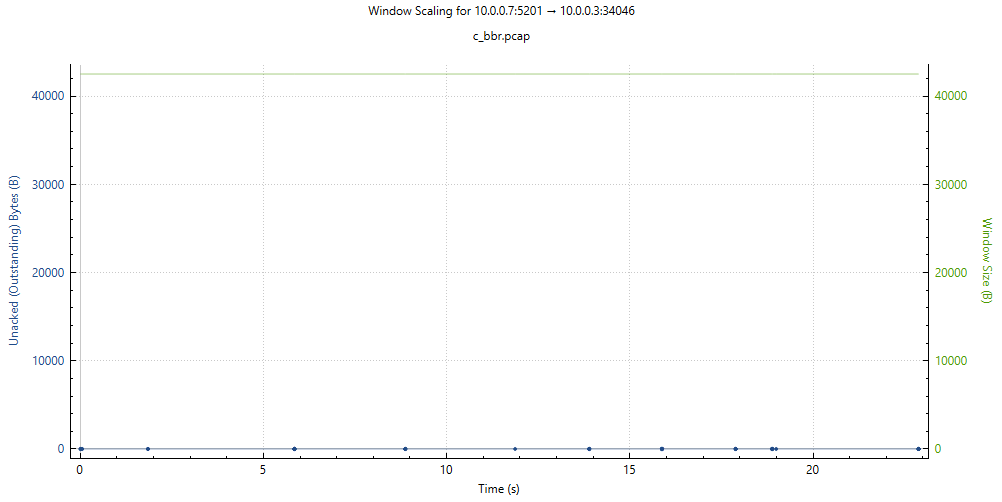 Window Scaling for 10.0.0.7:5201 → 10.0.0.3:34046
c_bbr.pcap
Unacked (Outstanding) Bytes (B)
40000
30000
20000
10000
0
40000
30000
20000
10000
0
Window Size (B)
0 5 10 15 20
Time (s)